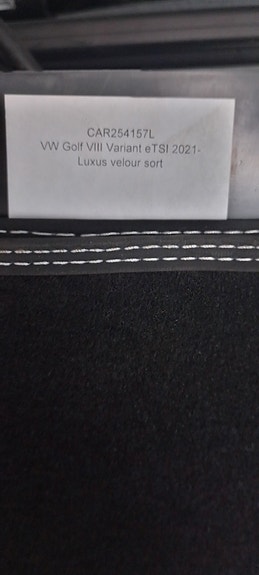 CAR254157L
VW Golf VIII Variant eTSI 2021-
Luxus velour sort